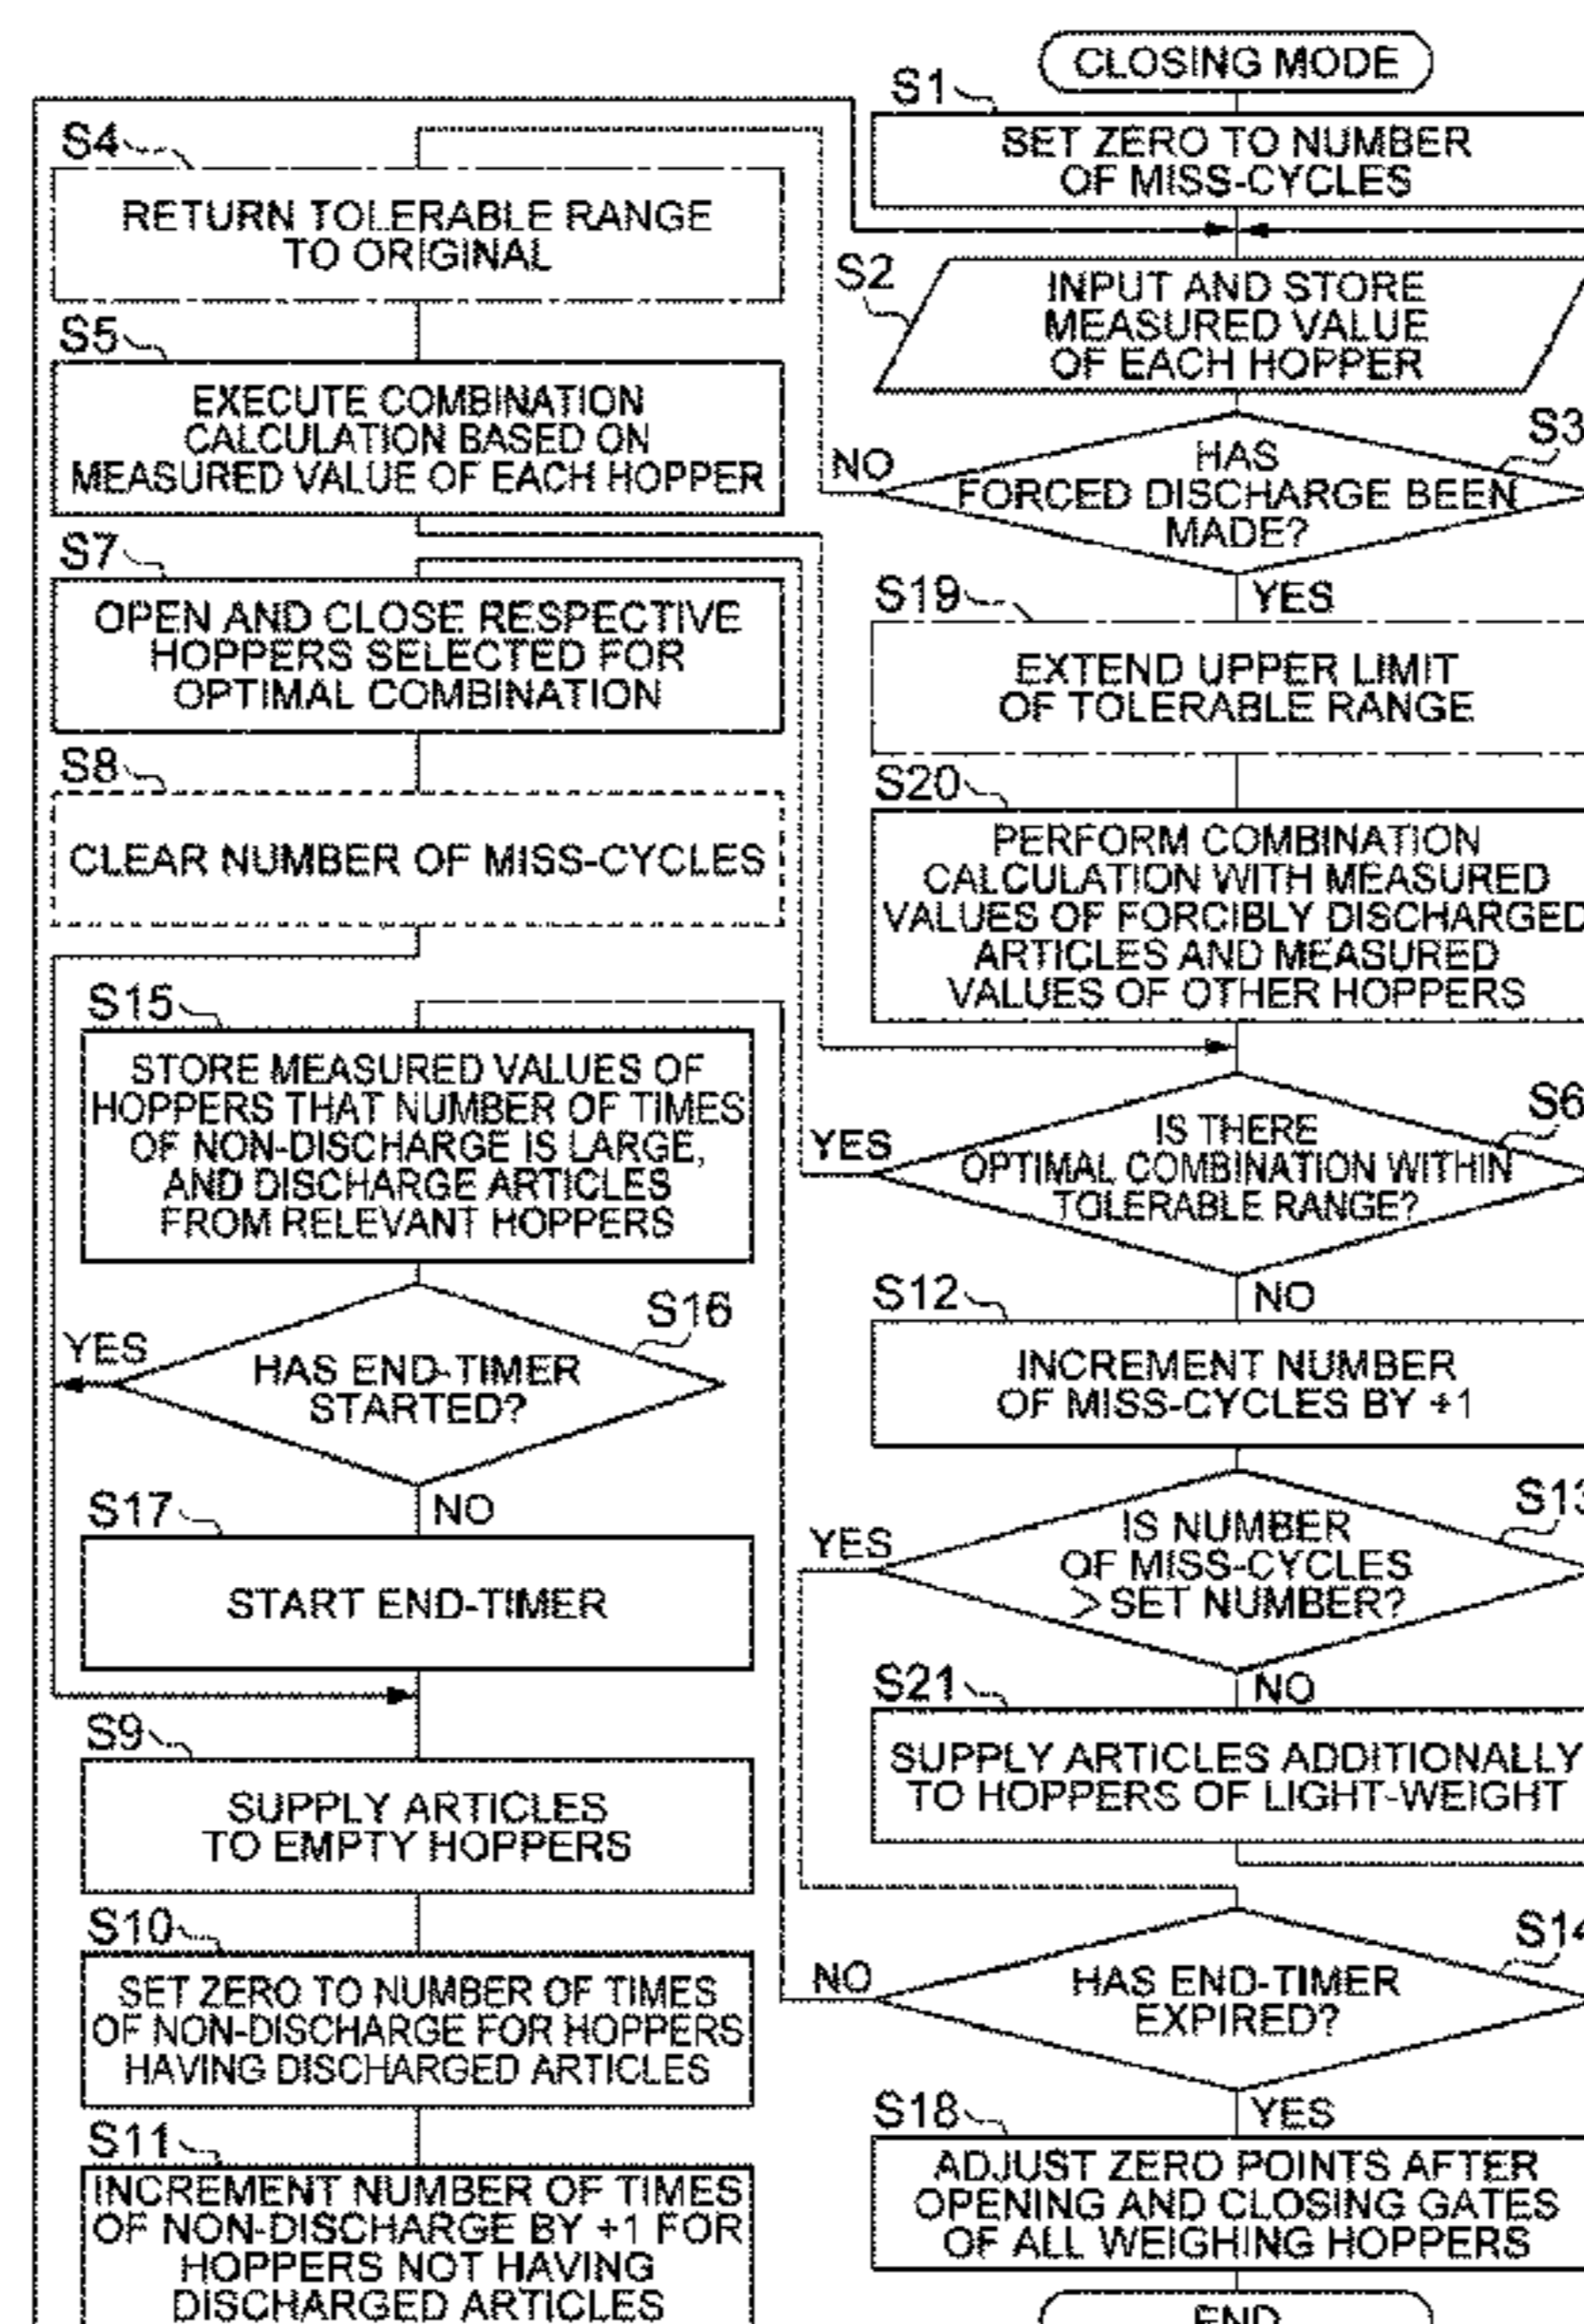 CLOSING MODE
S1
SET ZERO TO NUMBER
OF MISS-CYCLES
S2
INPUT AND STORE
MEASURED VALUE
OF EACH HOPPER
S3
HAS
FORCED DISCHARGE BEEN
MADE?
NO
YES
S19
EXTEND UPPER LIMIT
OF TOLERABLE RANGE
S20
PERFORM COMBINATION
CALCULATION WITH MEASURED
VALUES OF FORCIBLY DISCHARGED
ARTICLES AND MEASURED
VALUES OF OTHER HOPPERS
S6
IS THERE
OPTIMAL COMBINATION WITHIN
TOLERABLE RANGE?
YES
NO
S12
INCREMENT NUMBER
OF MISS-CYCLES BY +1
S13
IS NUMBER
OF MISS-CYCLES
>SET NUMBER?
YES
NO
S21
SUPPLY ARTICLES ADDITIONALLY
TO HOPPERS OF LIGHT-WEIGHT
S14
HAS END-TIMER
EXPIRED?
NO
YES
S18
ADJUST ZERO POINTS AFTER
OPENING AND CLOSING GATES
OF ALL WEIGHING HOPPERS
END
S4
RETURN TOLERABLE RANGE
TO ORIGINAL
S5
EXECUTE COMBINATION
CALCULATION BASED ON
MEASURED VALUE OF EACH HOPPER
S7
OPEN AND CLOSE RESPECTIVE
HOPPERS SELECTED FOR
OPTIMAL COMBINATION
S8
CLEAR NUMBER OF MISS-CYCLES
S15
STORE MEASURED VALUES OF
HOPPERS THAT NUMBER OF TIMES
OF NON-DISCHARGE IS LARGE,
AND DISCHARGE ARTICLES
FROM RELEVANT HOPPERS
S16
HAS END-TIMER
STARTED?
YES
NO
S17
START END-TIMER
S9
SUPPLY ARTICLES
TO EMPTY HOPPERS
S10
SET ZERO TO NUMBER OF TIMES
OF NON-DISCHARGE FOR HOPPERS
HAVING DISCHARGED ARTICLES
S11
INCREMENT NUMBER OF TIMES
OF NON-DISCHARGE BY +1 FOR
HOPPERS NOT HAVING
DISCHARGED ARTICLES